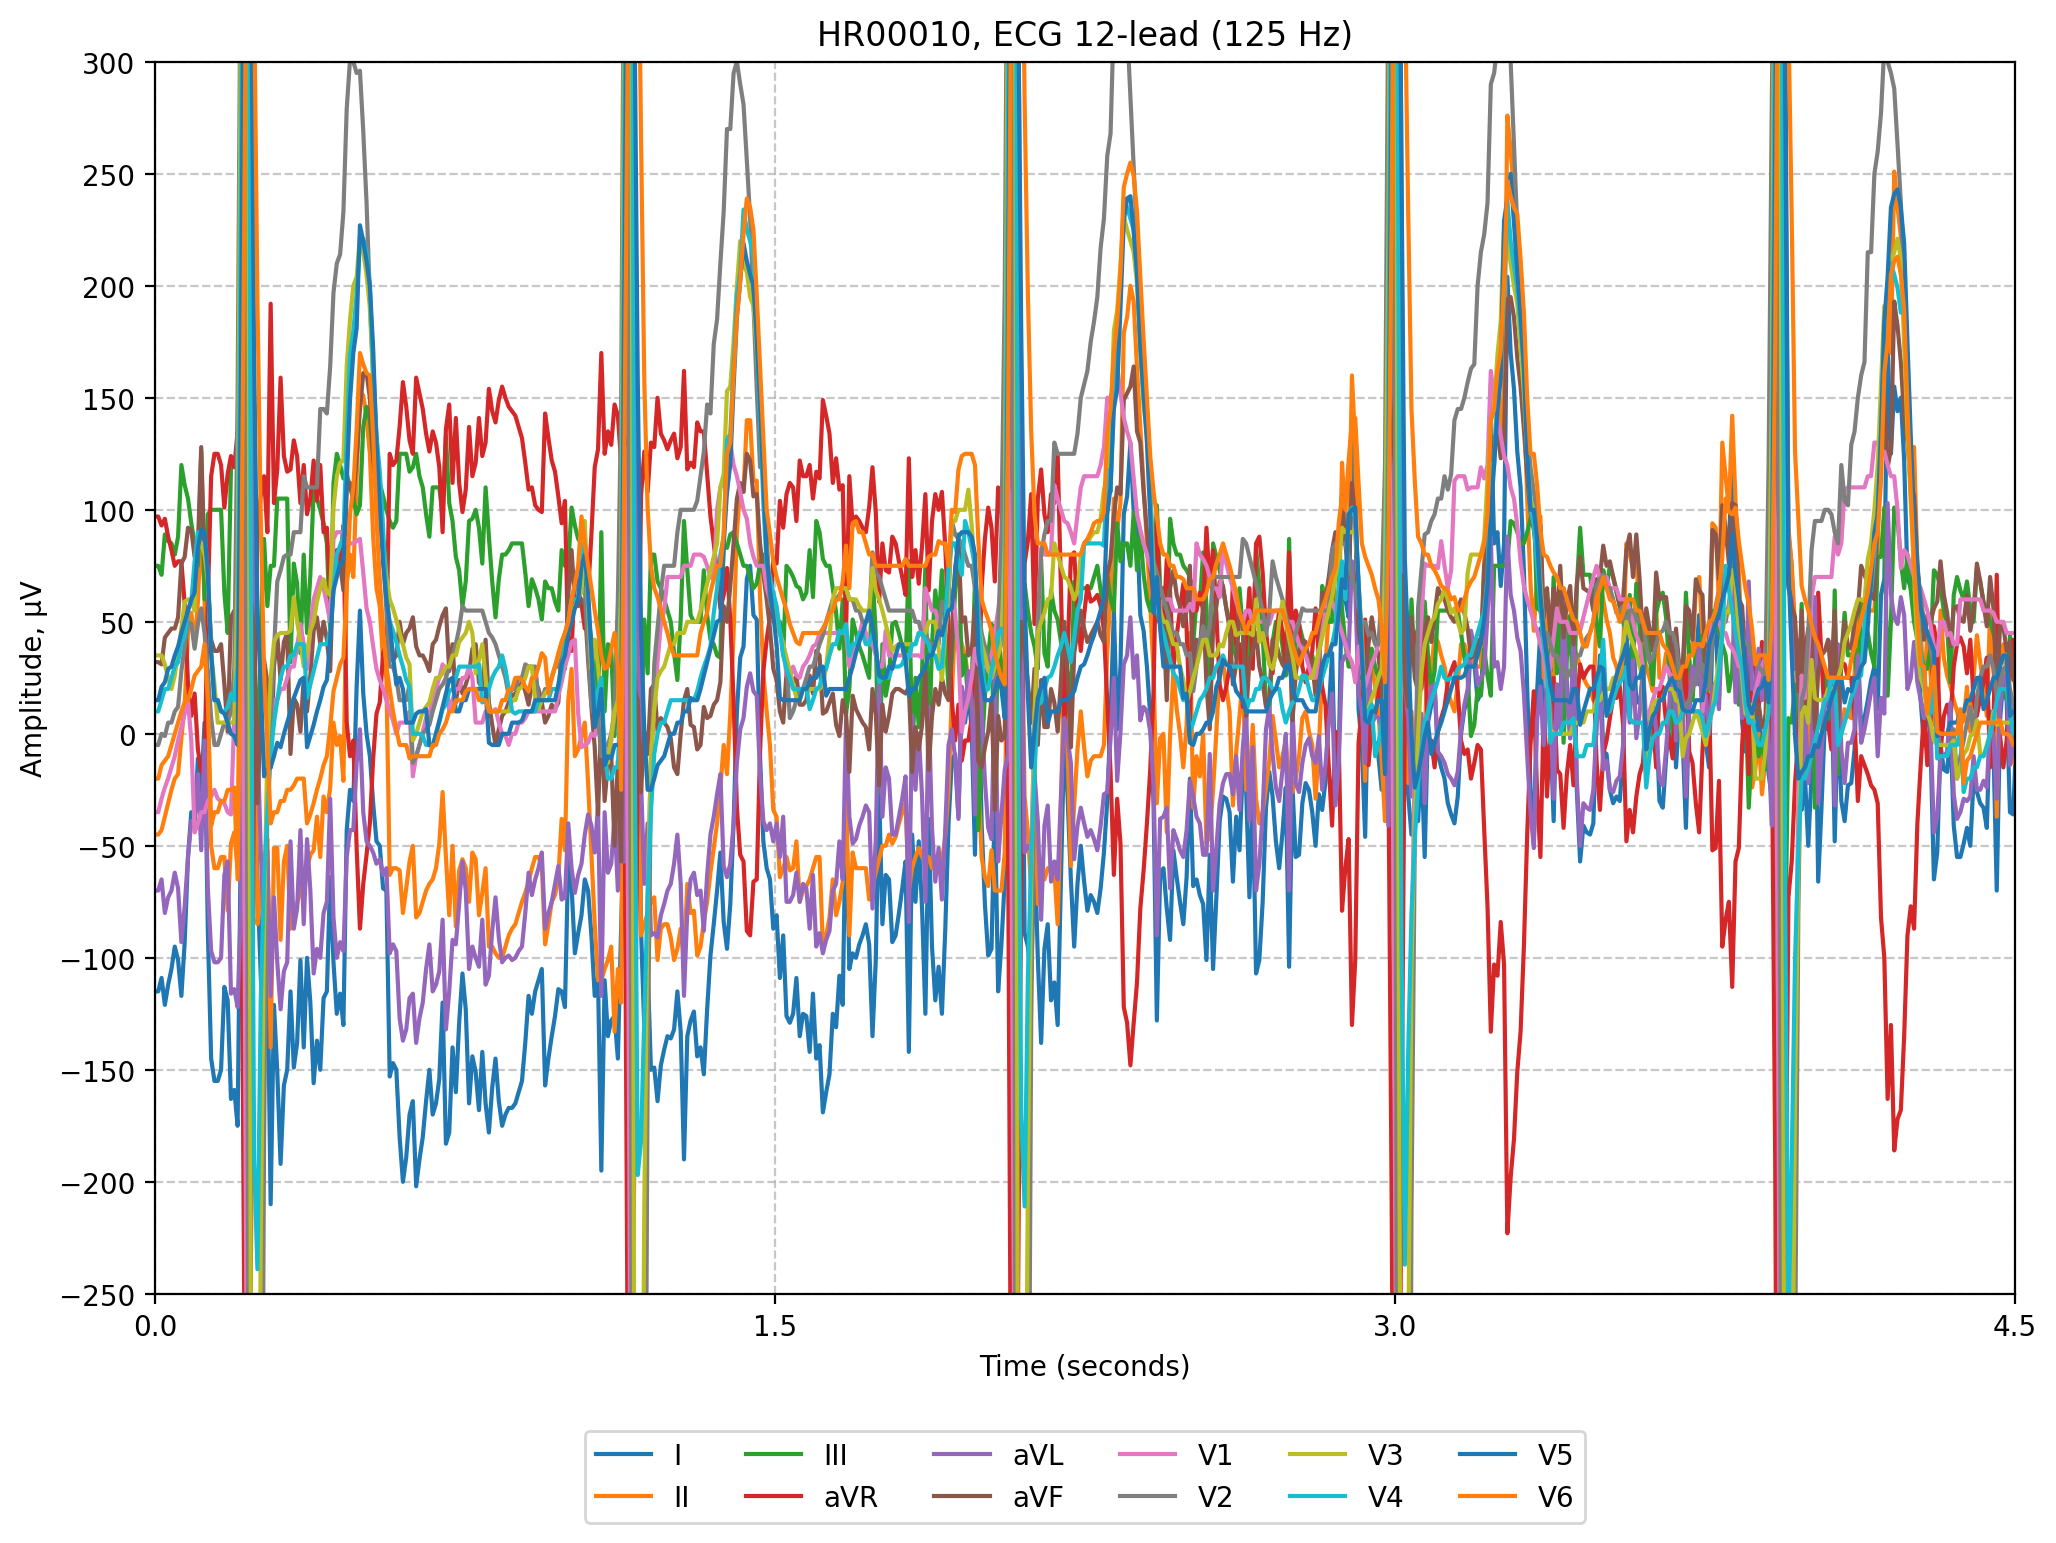 HR00010, ECG 12-lead (125 Hz)
Amplitude, µV
300
250
200
150
100
50
0
−50
−100
−150
−200
−250
0.0 1.5 3.0 4.5
Time (seconds)
I III aVL V1 V3 V5
II aVR aVF V2 V4 V6